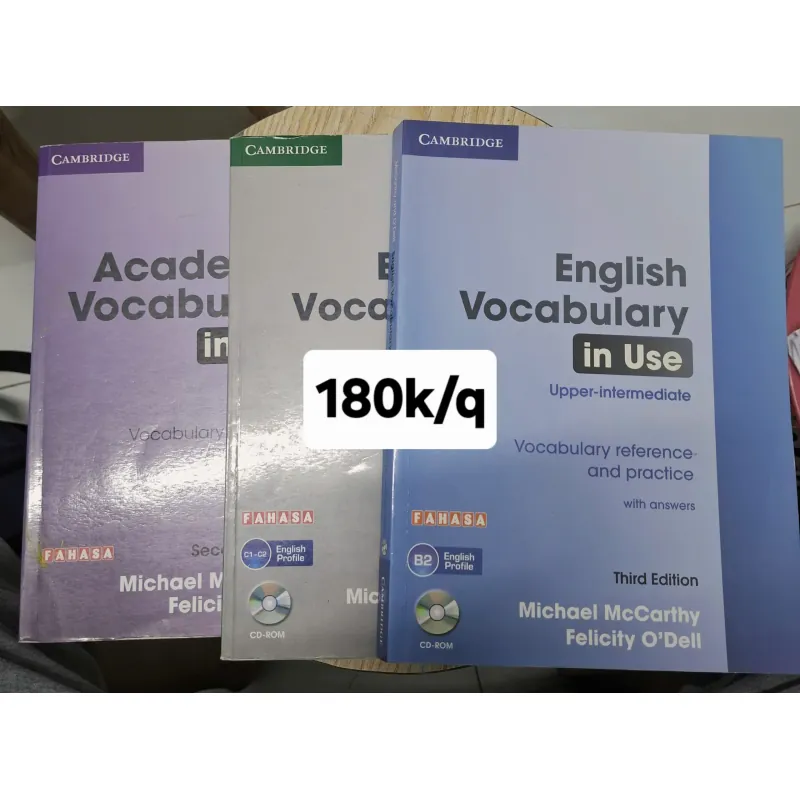 CAMBRIDGE
Acade
Vocabu
in
Vocabulary
FAHASA
Seco
Michael M
Felici
CAMBRIDGE
E
Voca
180k/q
FAHASA
C1-C2 English
Profile
CD-ROM
Mic
CAMBRIDGE
English
Vocabulary
in Use
Upper-intermediate
Vocabulary reference
and practice
with answers
FAHASA
B2 English
Profile
CD-ROM
Third Edition
Michael McCarthy
Felicity O'Dell